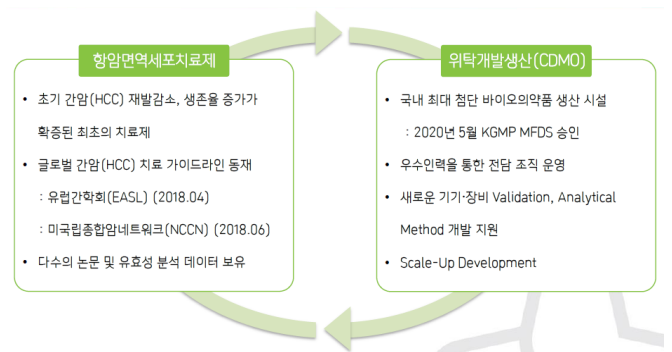 항암면역세포치료제
• 초기 간암(HCC) 재발감소, 생존율 증가가
확증된 최초의 치료제
• 글로벌 간암(HCC) 치료 가이드라인 등재
: 유럽간학회(EASL) (2018.04)
: 미국립종합암네트워크(NCCN) (2018.06)
• 다수의 논문 및 유효성 분석 데이터 보유
위탁개발생산(CDMO)
• 국내 최대 첨단 바이오의약품 생산 시설
: 2020년 5월 KGMP MFDS 승인
• 우수인력을 통한 전담 조직 운영
• 새로운 기기·장비 Validation, Analytical
Method 개발 지원
• Scale-Up Development